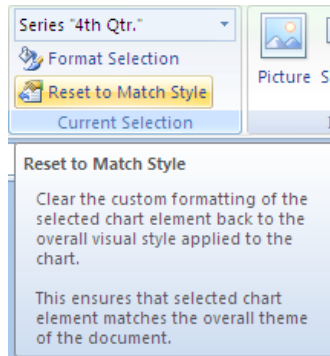 Series "4th Qtr."
Format Selection
Reset to Match Style
Current Selection
Picture
Reset to Match Style
Clear the custom formatting of the
selected chart element back to the
overall visual style applied to the
chart.
This ensures that selected chart
element matches the overall theme
of the document.